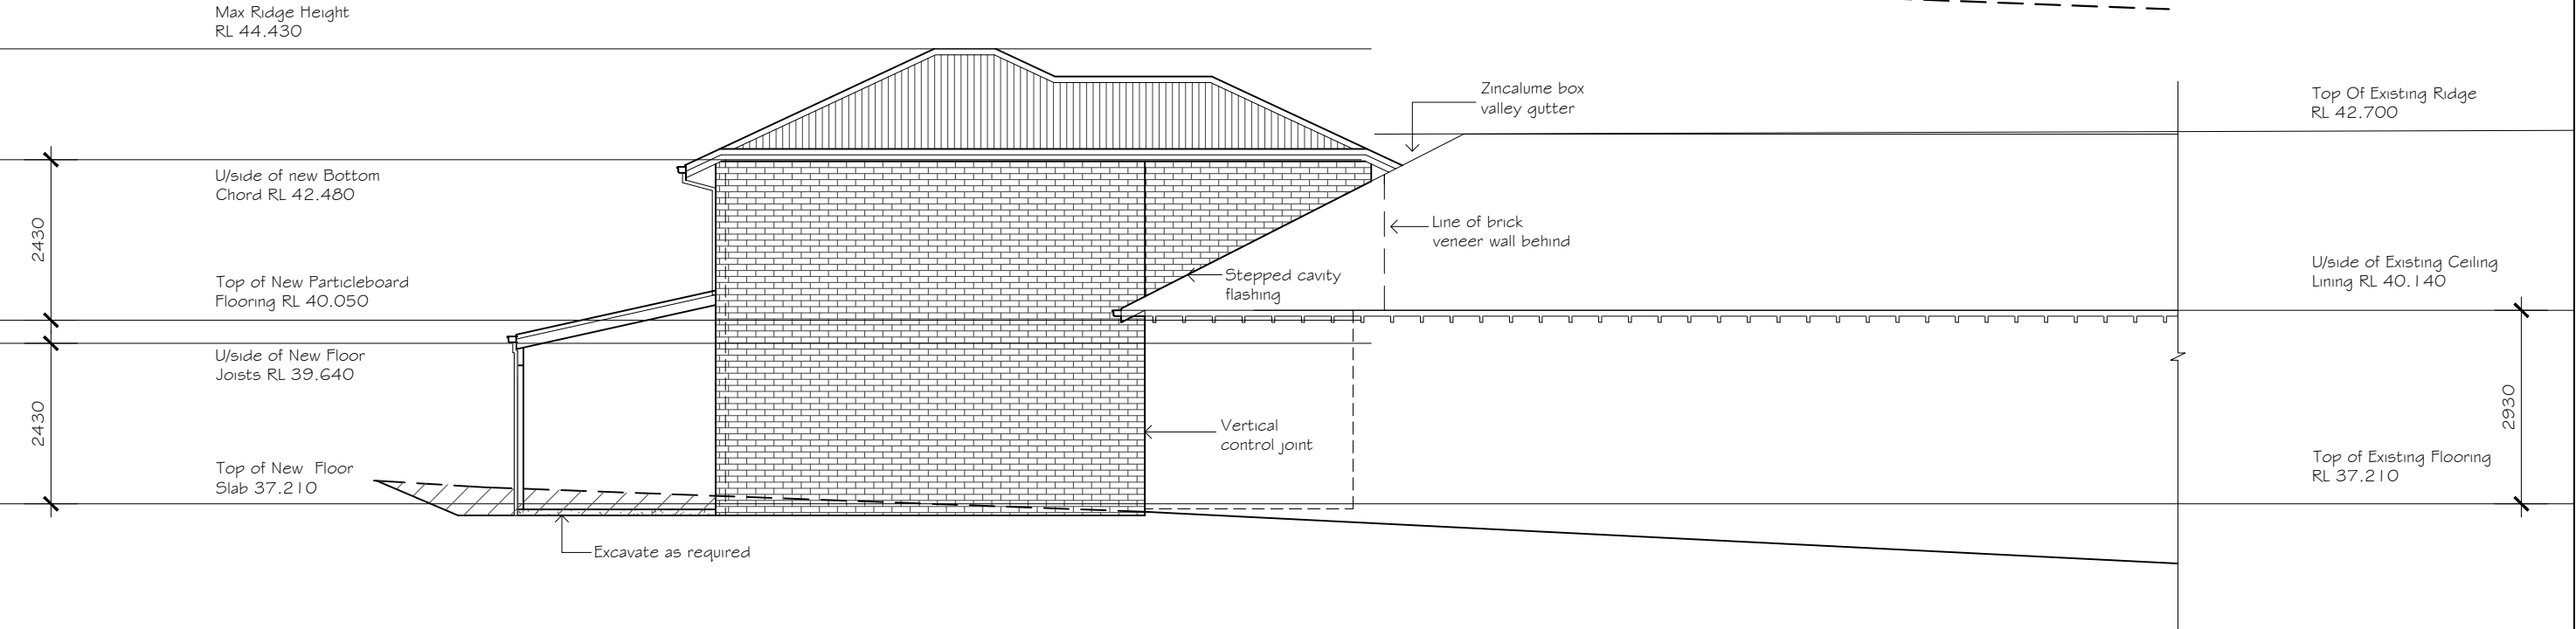 Max Ridge Height
RL 44.430
Zincalume box
valley gutter
Top Of Existing Ridge
RL 42.700
U/side of new Bottom
Chord RL 42.480
2430
Line of brick
veneer wall behind
Top of New Particleboard
Flooring RL 40.050
Stepped cavity
flashing
U/side of Existing Ceiling
Lining RL 40.140
U/side of New Floor
Joists RL 39.640
2430
Vertical
control joint
2930
Top of New Floor
Slab 37.210
Top of Existing Flooring
RL 37.210
Excavate as required